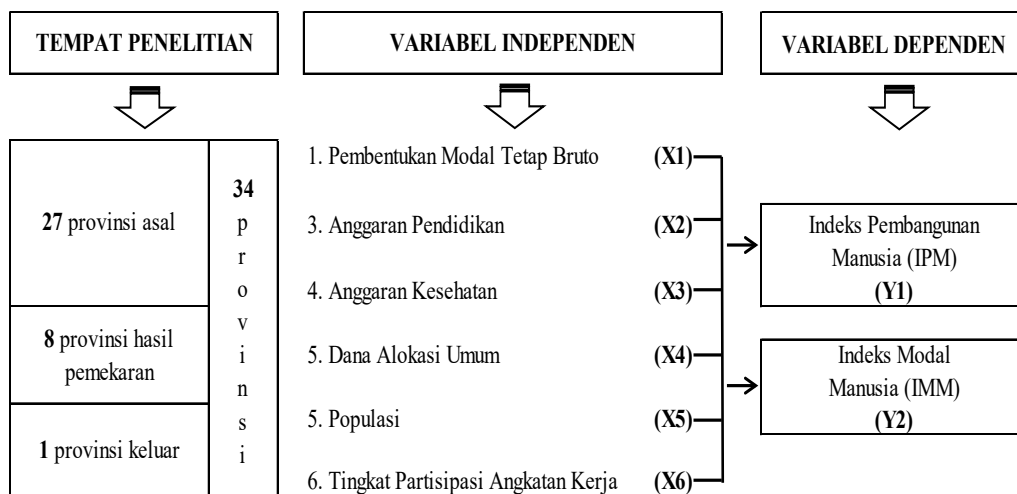 TEMPAT PENELITIAN
VARIABEL INDEPENDEN
VARIABEL DEPENDEN
27 provinsi asal
8 provinsi hasil
pemekaran
1 provinsi keluar
34
p
r
o
v
i
n
s
i
1. Pembentukan Modal Tetap Bruto (X1)
3. Anggaran Pendidikan (X2)
4. Anggaran Kesehatan (X3)
5. Dana Alokasi Umum (X4)
5. Populasi (X5)
6. Tingkat Partisipasi Angkatan Kerja (X6)
Indeks Pembangunan
Manusia (IPM)
(Y1)
Indeks Modal
Manusia (IMM)
(Y2)